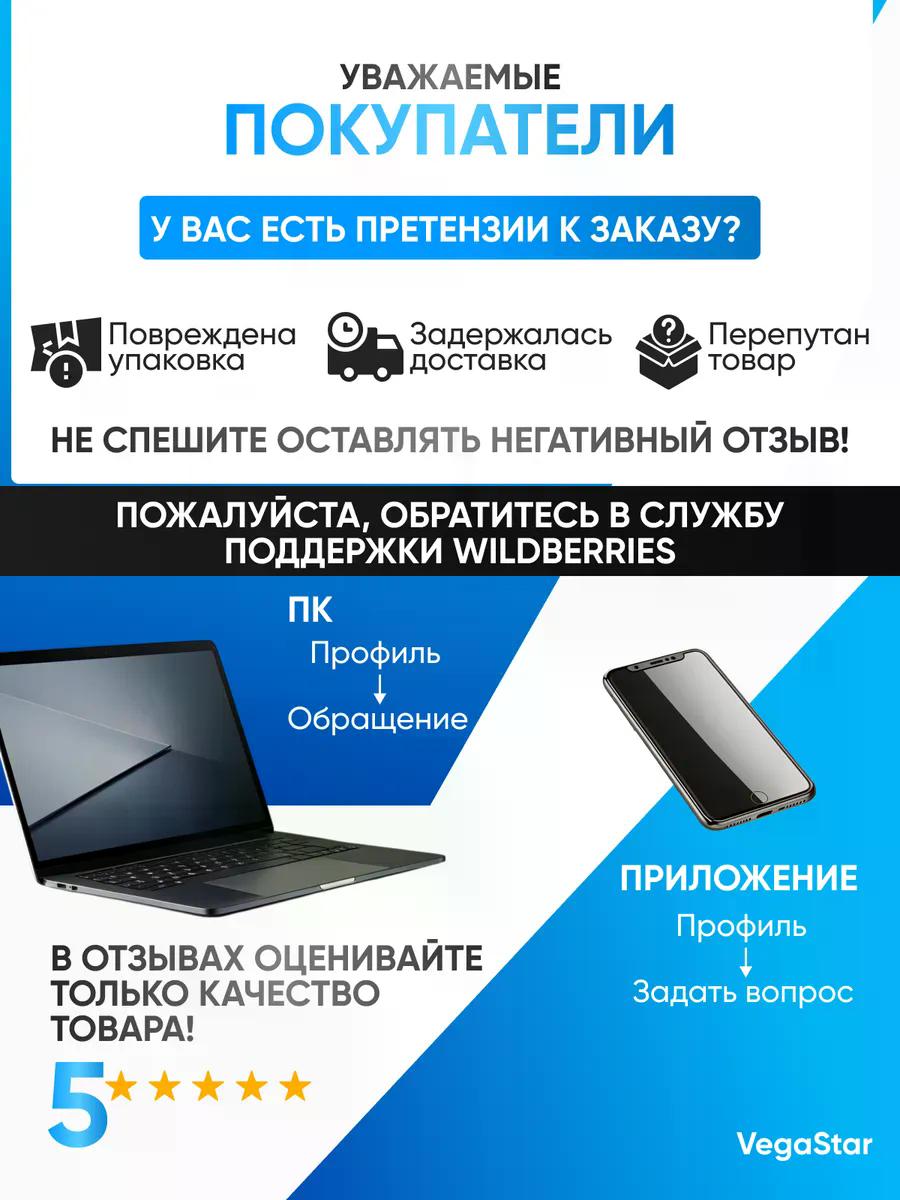 УВАЖАЕМЫЕ
ПОКУПАТЕЛИ
У ВАС ЕСТЬ ПРЕТЕНЗИИ К ЗАКАЗУ?
Повреждена
упаковка
Задержалась
доставка
Перепутан
товар
НЕ СПЕШИТЕ ОСТАВЛЯТЬ НЕГАТИВНЫЙ ОТЗЫВ!
ПОЖАЛУЙСТА, ОБРАТИТЕСЬ В СЛУЖБУ
ПОДДЕРЖКИ WILDBERRIES
ПК
Профиль
↓
Обращение
ПРИЛОЖЕНИЕ
Профиль
↓
Задать вопрос
В ОТЗЫВАХ ОЦЕНИВАЙТЕ
ТОЛЬКО КАЧЕСТВО
ТОВАРА!
5
VegaStar